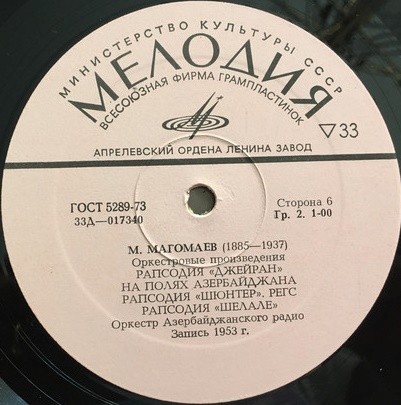 МИНИСТЕРСТВО КУЛЬТУРЫ СССР
МЕЛОДИЯ
ВСЕСОЮЗНАЯ ФИРМА ГРАМПЛАСТИНОК
▽33
АПРЕЛЕВСКИЙ ОРДЕНА ЛЕНИНА ЗАВОД
ГОСТ 5289-73
33Д—017340
Сторона 6
Гр. 2. 1-00
М. МАГОМАЕВ (1885—1937)
Оркестровые произведения
РАПСОДИЯ «ДЖЕЙРАН»
НА ПОЛЯХ АЗЕРБАЙДЖАНА
РАПСОДИЯ «ШЮНТЕР». РЕГС
РАПСОДИЯ «ШЕЛАЛЕ»
Оркестр Азербайджанского радио
Запись 1953 г.